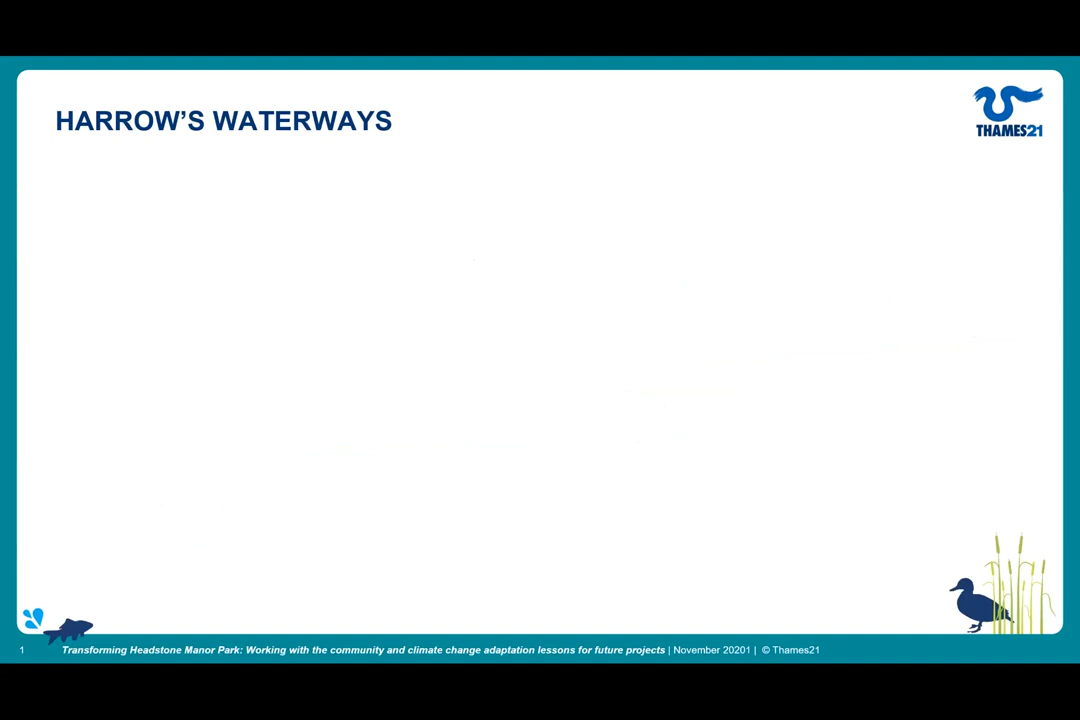 HARROW’S WATERWAYS
THAMES21
1 Transforming Headstone Manor Park: Working with the community and climate change adaptation lessons for future projects | November 20201 | © Thames21